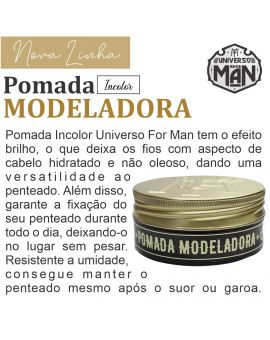 Nova Linha
UNIVERSO
FOR
MAN
Pomada Incolor
MODELADORA
Pomada Incolor Universo For Man tem o efeito
brilho, o que deixa os fios com aspecto de
cabelo hidratado e não oleoso, dando uma
versatilidade ao
penteado. Além disso,
garante a fixação do
seu penteado durante
todo o dia, deixando-o
no lugar sem pesar.
Resistente a umidade,
consegue manter o
penteado mesmo após o suor ou garoa.
POMADA MODELADORA